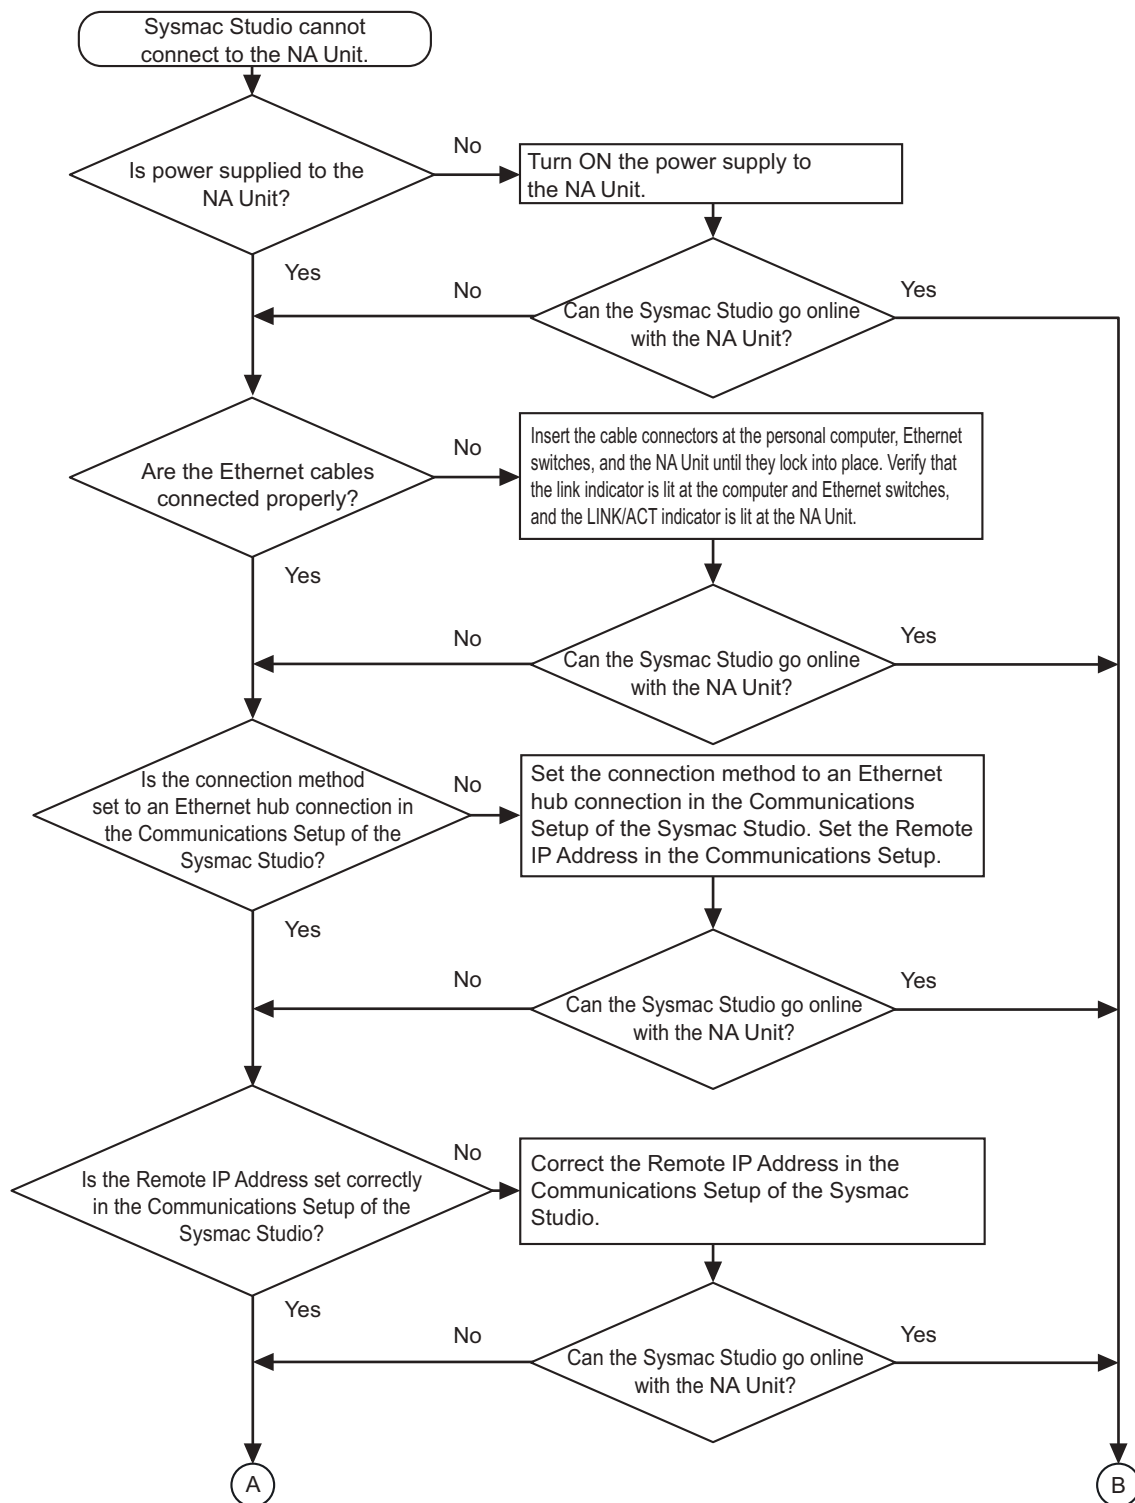 Sysmac Studio cannot
connect to the NA Unit.
Is power supplied to the
NA Unit?
No
Turn ON the power supply to
the NA Unit.
Yes
No
Can the Sysmac Studio go online
with the NA Unit?
Yes
Are the Ethernet cables
connected properly?
No
Insert the cable connectors at the personal computer, Ethernet
switches, and the NA Unit until they lock into place. Verify that
the link indicator is lit at the computer and Ethernet switches,
and the LINK/ACT indicator is lit at the NA Unit.
Yes
No
Can the Sysmac Studio go online
with the NA Unit?
Yes
Is the connection method
set to an Ethernet hub connection in
the Communications Setup of the
Sysmac Studio?
No
Set the connection method to an Ethernet
hub connection in the Communications
Setup of the Sysmac Studio. Set the Remote
IP Address in the Communications Setup.
Yes
No
Can the Sysmac Studio go online
with the NA Unit?
Yes
Is the Remote IP Address set correctly
in the Communications Setup of the
Sysmac Studio?
No
Correct the Remote IP Address in the
Communications Setup of the Sysmac
Studio.
Yes
No
Can the Sysmac Studio go online
with the NA Unit?
Yes
A
B